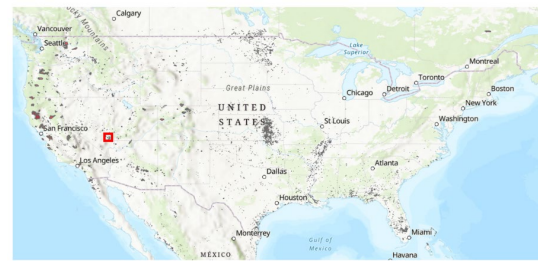 Calgary
Vancouver
Seattle
Lake
Superior
Montreal
Toronto
Great Plains
Chicago
Detroit
Boston
New York
UNITED
STATES
St Louis
Washington
San Francisco
Los Angeles
Atlanta
Dallas
Houston
Monterrey
Gulf of
Mexico
Miami
MÉXICO
Havana